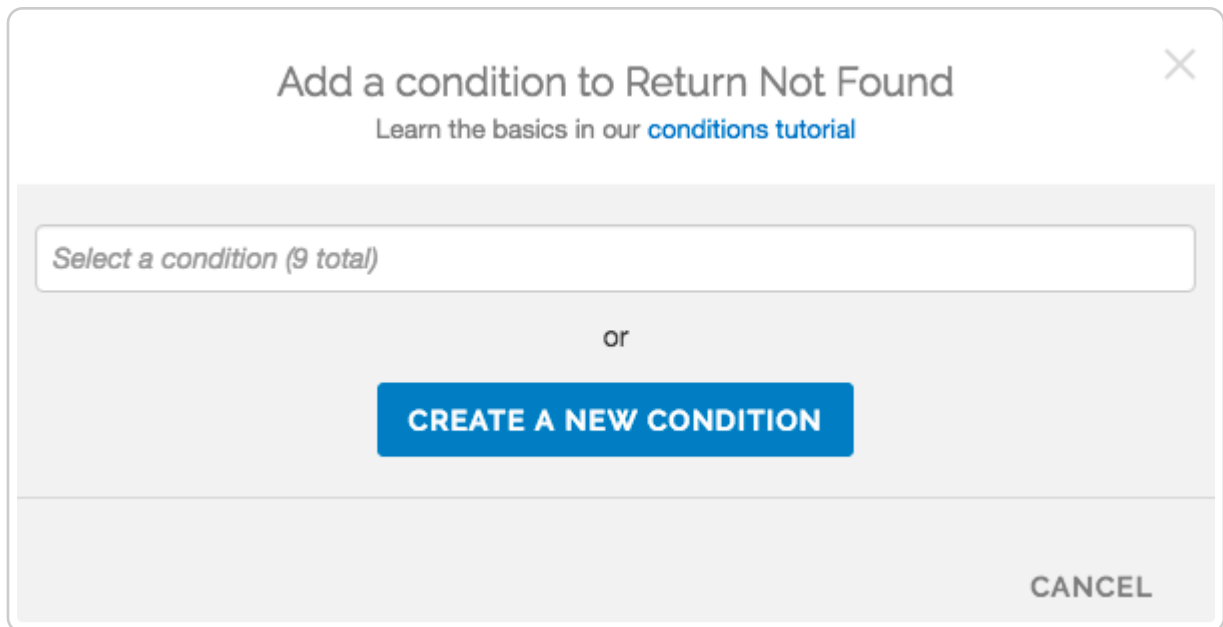 Add a condition to Return Not Found
Learn the basics in our conditions tutorial
Select a condition (9 total)
or
CREATE A NEW CONDITION
CANCEL